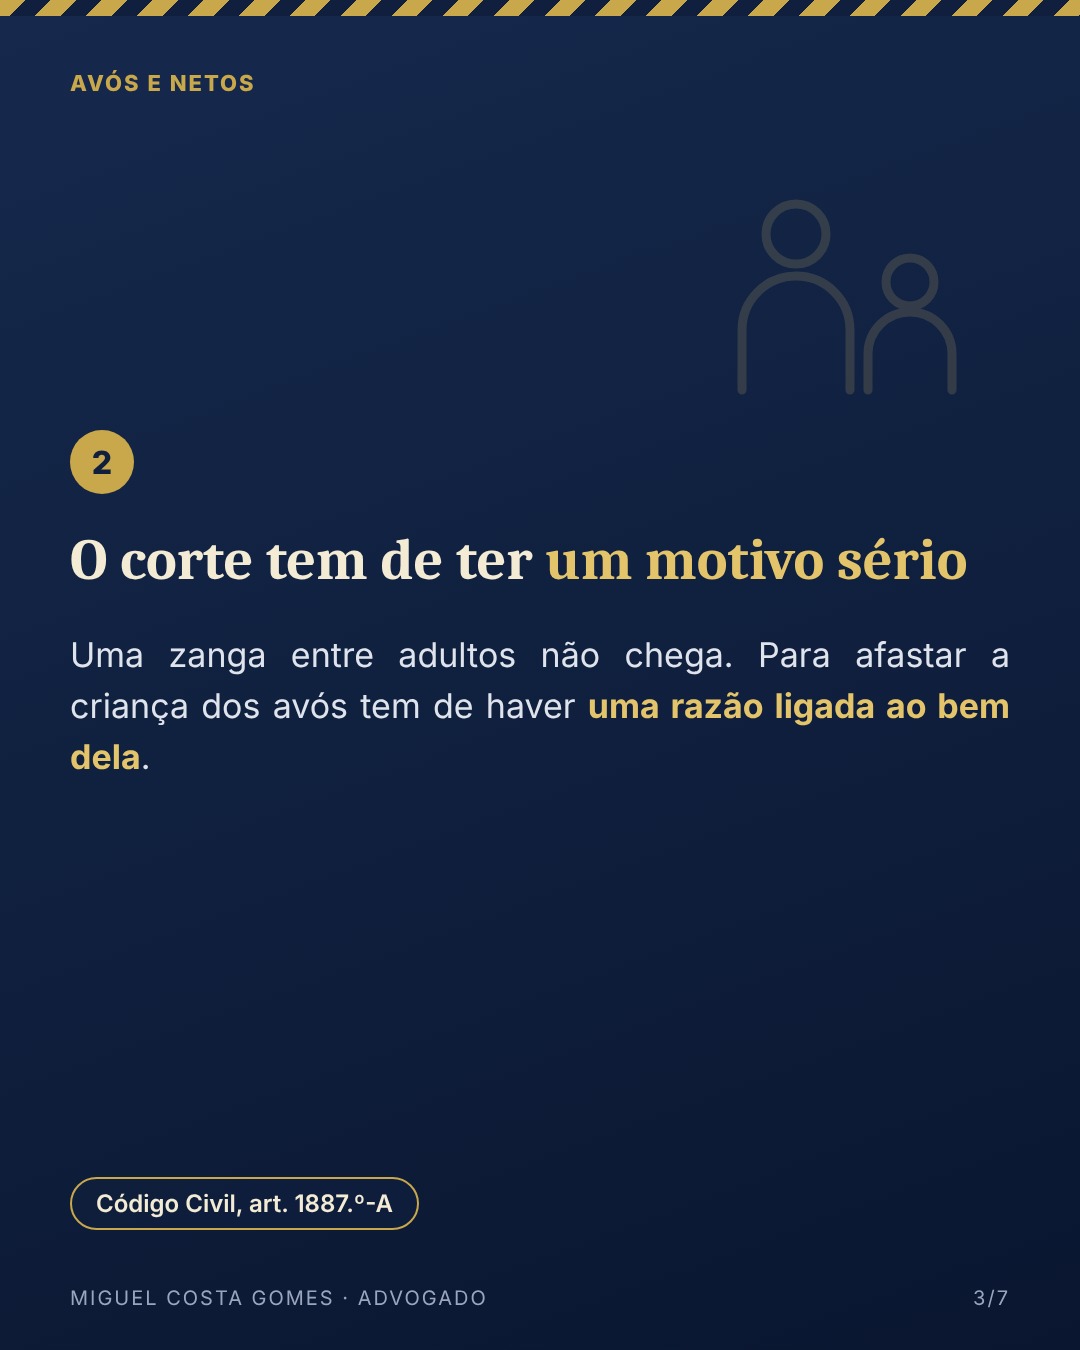 AVÓS E NETOS
2
O corte tem de ter um motivo sério
Uma zanga entre adultos não chega. Para afastar a
criança dos avós tem de haver uma razão ligada ao bem
dela.
Código Civil, art. 1887.º-A
MIGUEL COSTA GOMES · ADVOGADO
3/7